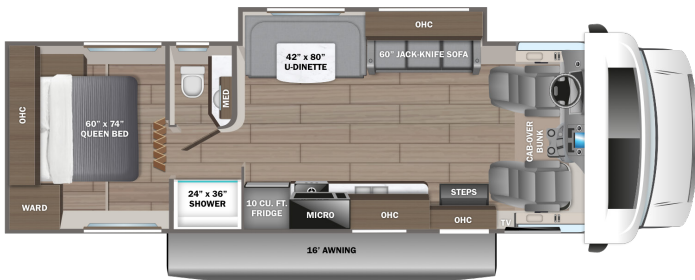 OHC
42" x 80"
U-DINETTE
60" JACK-KNIFE SOFA
OHC
60" x 74"
QUEEN BED
MED
CAB-OVER
BUNK
24" x 36"
SHOWER
10 CU. FT.
FRIDGE
MICRO
OHC
STEPS
OHC
WARD
TV
16' AWNING